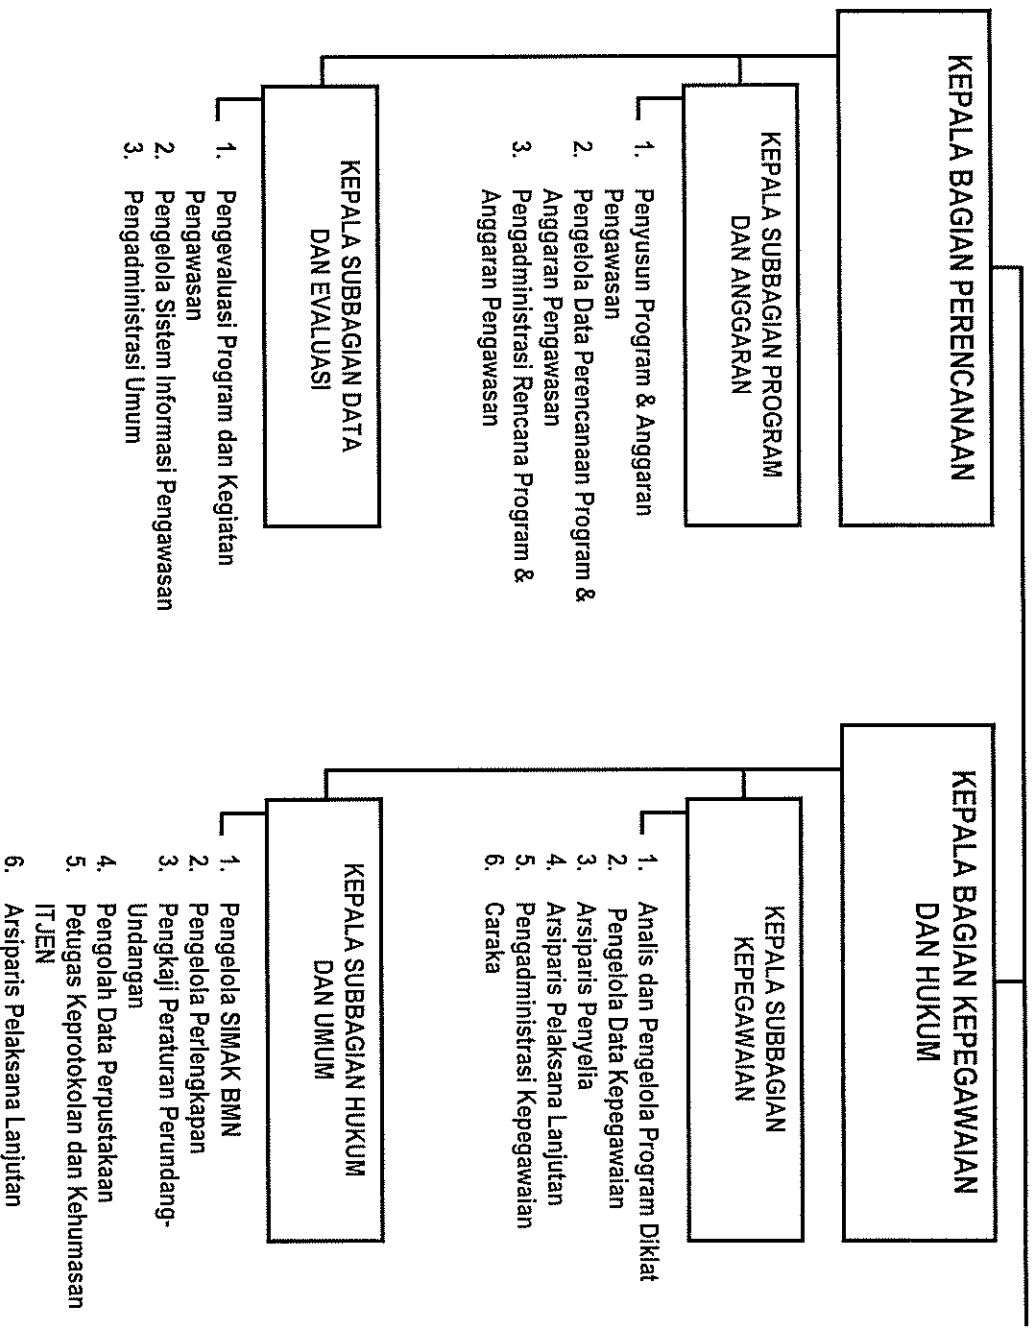 KEPALA BAGIAN PERENCANAAN
KEPALA SUBBAGIAN PROGRAM
DAN ANGGARAN
1. Penyusun Program & Anggaran
Pengawasan
2. Pengelola Data Perencanaan Program &
Anggaran Pengawasan
3. Pengadministrasi Rencana Program &
Anggaran Pengawasan
KEPALA SUBBAGIAN DATA
DAN EVALUASI
1. Pengevaluasi Program dan Kegiatan
Pengawasan
2. Pengelola Sistem Informasi Pengawasan
3. Pengadministrasi Umum
KEPALA BAGIAN KEPEGAWAIAN
DAN HUKUM
KEPALA SUBBAGIAN
KEPEGAWAIAN
1. Analis dan Pengelola Program Diklat
2. Pengelola Data Kepegawaian
3. Arsiparis Penyelia
4. Arsiparis Pelaksana Lanjutan
5. Pengadministrasi Kepegawaian
6. Caraka
KEPALA SUBBAGIAN HUKUM
DAN UMUM
1. Pengelola SIMAK BMN
2. Pengelola Perlengkapan
3. Pengkaji Peraturan Perundang-
Undangan
4. Pengolah Data Perpustakaan
5. Petugas Keprotokolan dan Kehumasan
ITJEN
6. Arsiparis Pelaksana Lanjutan